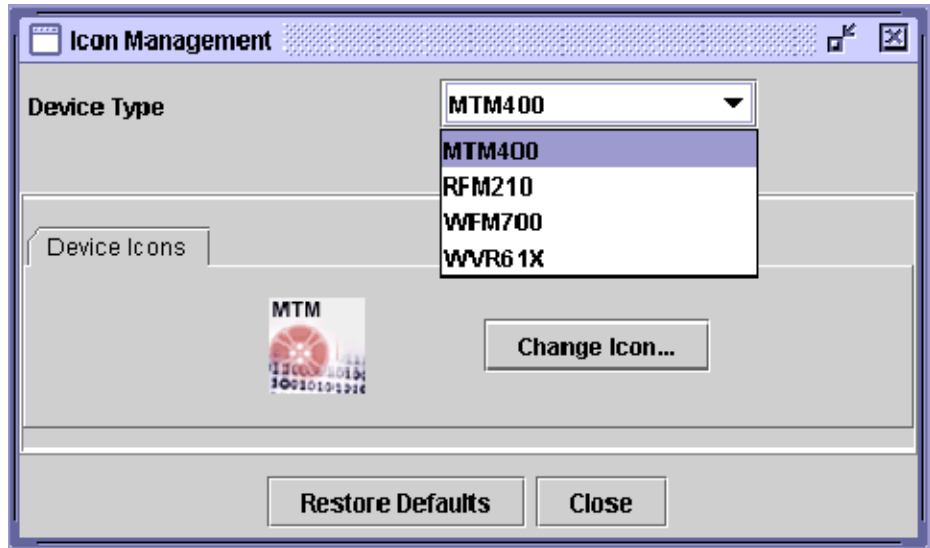 Icon Management
Device Type
MTM400
MTM400
RFM210
WFM700
WVR61X
Device Icons
MTM
Change Icon...
Restore Defaults
Close